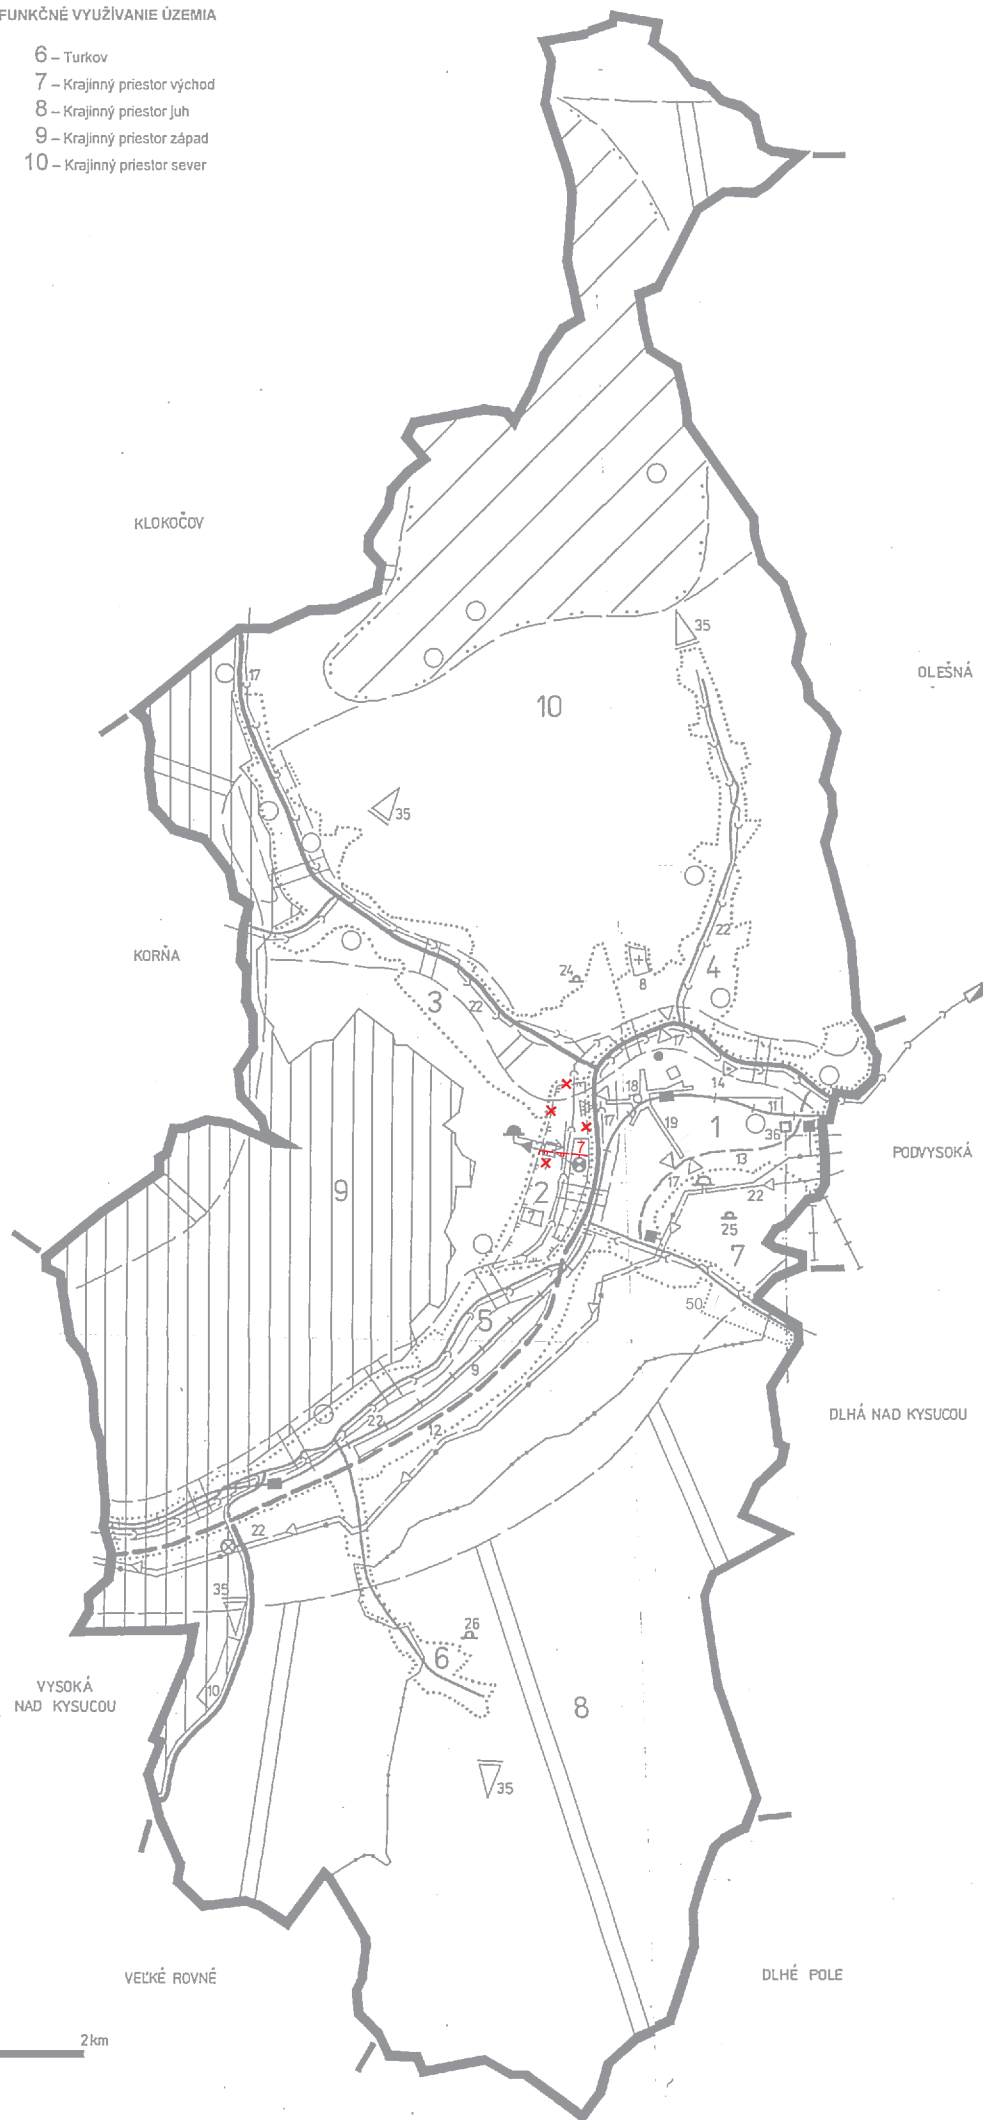 FUNKČNÉ VYUŽÍVANIE ÚZEMIA
6 – Turkov
7 – Krajinný priestor východ
8 – Krajinný priestor juh
9 – Krajinný priestor západ
10 – Krajinný priestor sever
KLOKOČOV
35
OLEŠNÁ
17
10
35
22
KORŇA
24
8
4
3
22
17
18
14
11
17
19
1
36
7
13
PODVYSOKÁ
9
2
17
22
25
7
50
5
9
DLHÁ NAD KYSUCOU
22
12
22
35
26
6
VYSOKÁ
NAD KYSUCOU
10
8
35
VEĽKÉ ROVNÉ
DLHÉ POLE
2km